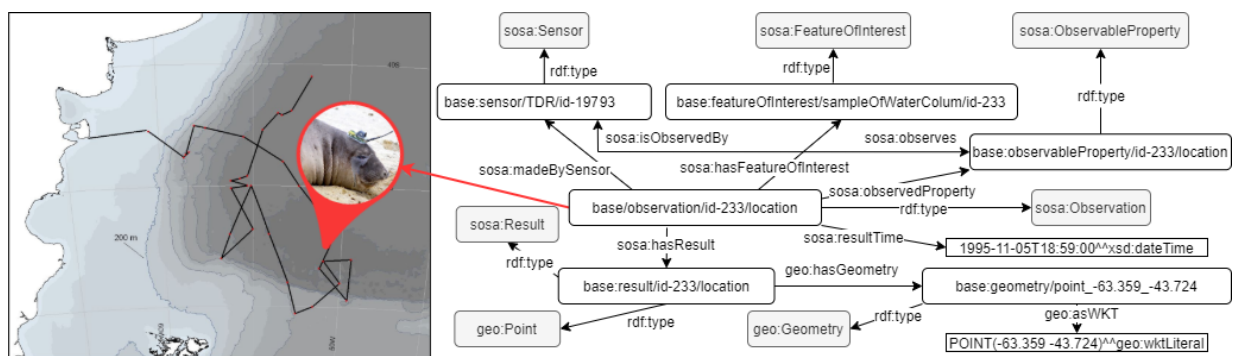 40S
200 m
60W
sosa:Sensor
sosa:FeatureOfInterest
sosa:ObservableProperty
rdf:type
rdf:type
rdf:type
base:sensor/TDR/id-19793
base:featureOfInterest/sampleOfWaterColum/id-233
sosa:isObservedBy
sosa:observes
base:observableProperty/id-233/location
sosa:madeBySensor
sosa:hasFeatureOfInterest
sosa:observedProperty
base/observation/id-233/location
rdf:type
sosa:Observation
sosa:Result
sosa:hasResult
sosa:resultTime
1995-11-05T18:59:00^^xsd:dateTime
rdf:type
geo:hasGeometry
base:result/id-233/location
base:geometry/point_-63.359_-43.724
rdf:type
rdf:type
geo:asWKT
geo:Point
geo:Geometry
POINT(-63.359 -43.724)^^geo:wktLiteral